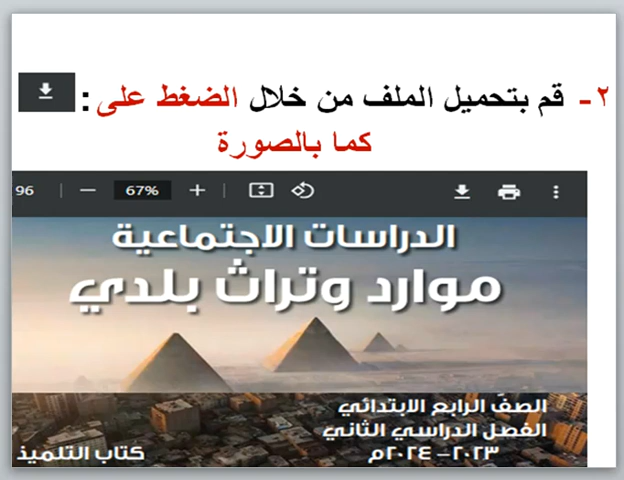 ٢- قم بتحميل الملف من خلال الضغط على :
كما بالصورة
96 67%
الدراسات الاجتماعية
موارد وتراث بلدي
الصف الرابع الابتدائي
الفصل الدراسي الثاني
٢٠٢٣-٢٠٢٤م
كتاب التلميذ